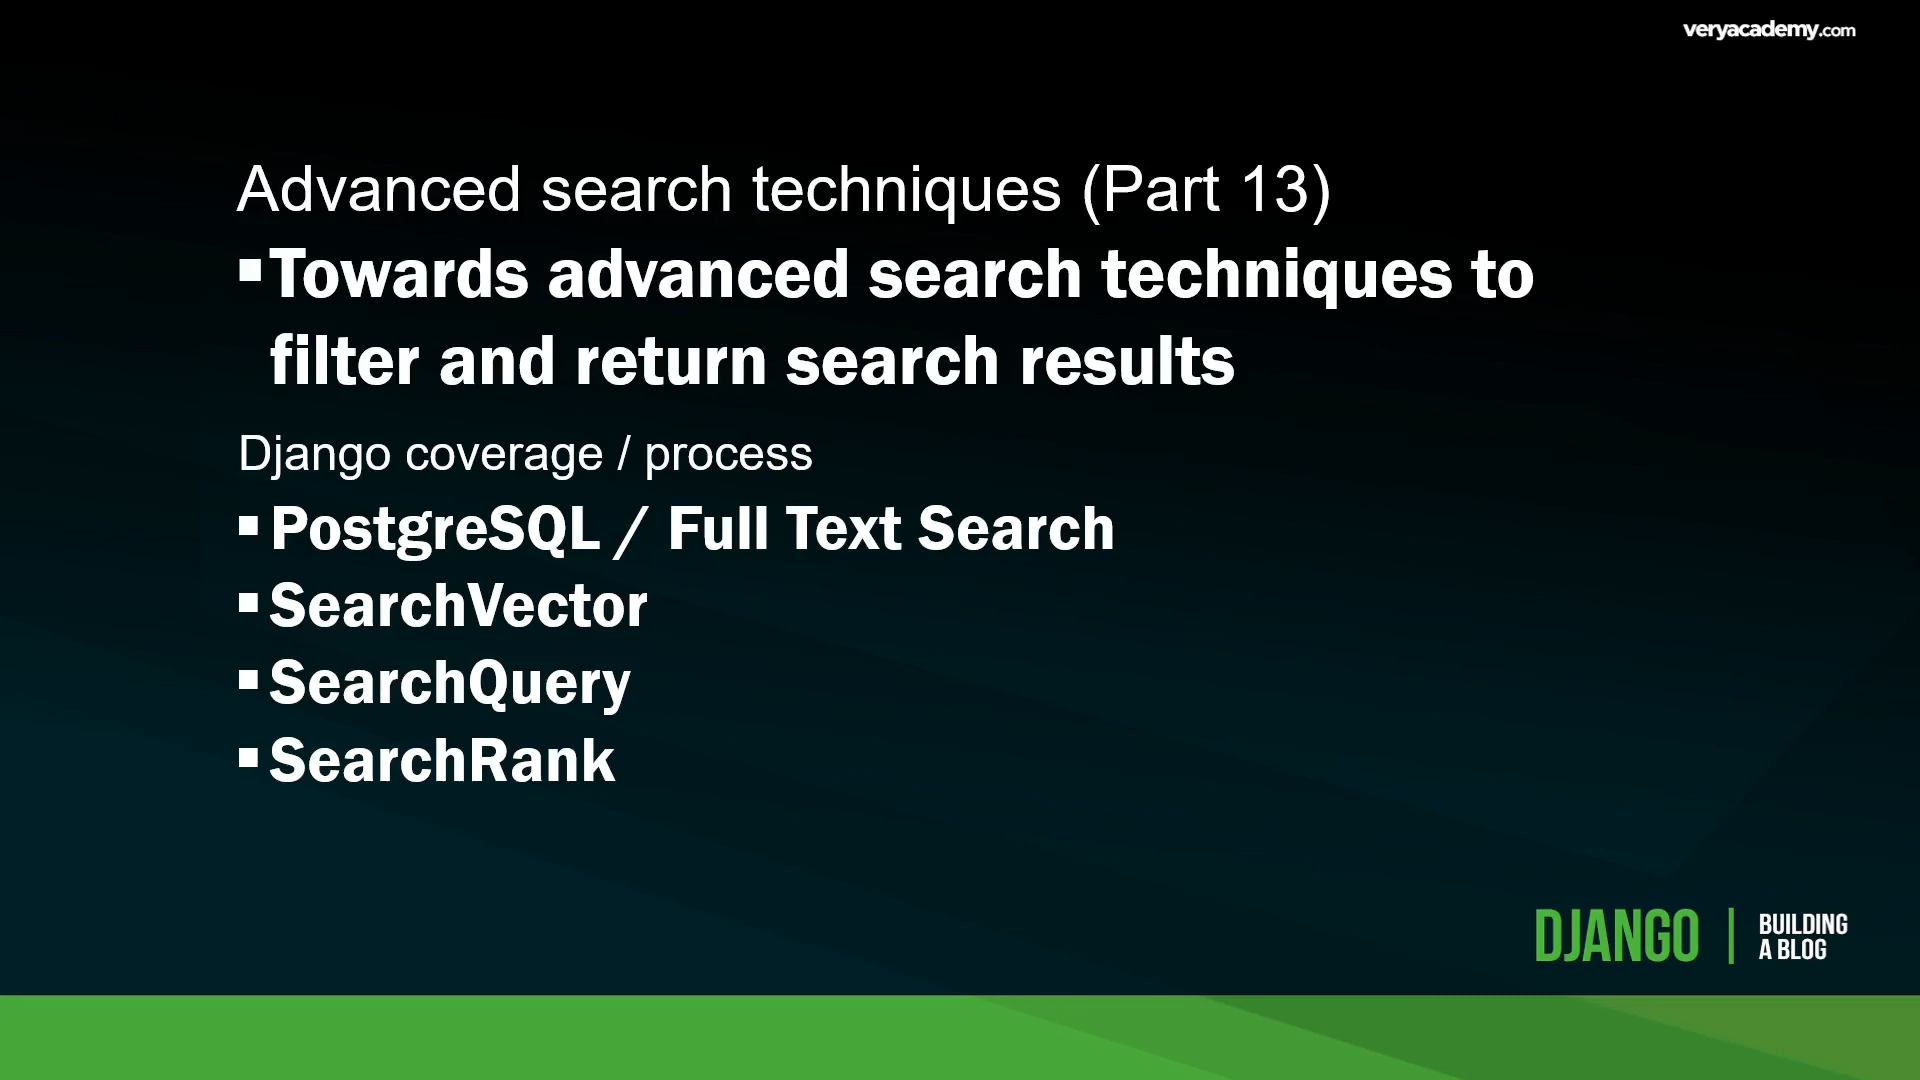 veryacademy.com
Advanced search techniques (Part 13)
▪Towards advanced search techniques to
filter and return search results
Django coverage / process
▪PostgreSQL / Full Text Search
▪SearchVector
▪SearchQuery
▪SearchRank
DJANGO | BUILDING
A BLOG